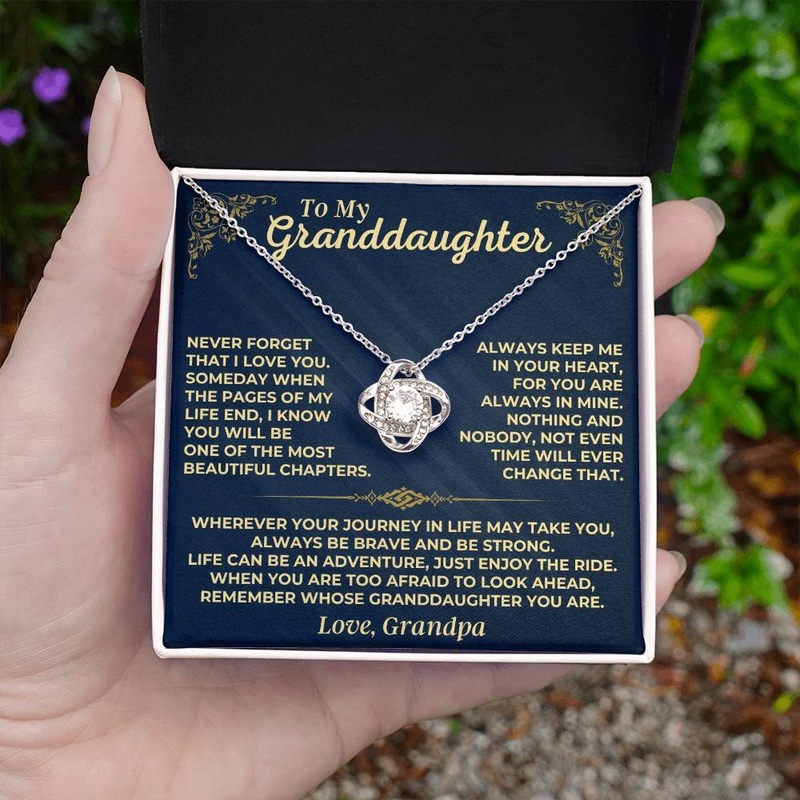 To My
Granddaughter
NEVER FORGET
THAT I LOVE YOU.
SOMEDAY WHEN
THE PAGES OF MY
LIFE END, I KNOW
YOU WILL BE
ONE OF THE MOST
BEAUTIFUL CHAPTERS.
ALWAYS KEEP ME
IN YOUR HEART,
FOR YOU ARE
ALWAYS IN MINE.
NOTHING AND
NOBODY, NOT EVEN
TIME WILL EVER
CHANGE THAT.
WHEREVER YOUR JOURNEY IN LIFE MAY TAKE YOU,
ALWAYS BE BRAVE AND BE STRONG.
LIFE CAN BE AN ADVENTURE, JUST ENJOY THE RIDE.
WHEN YOU ARE TOO AFRAID TO LOOK AHEAD,
REMEMBER WHOSE GRANDDAUGHTER YOU ARE.
Love, Grandpa